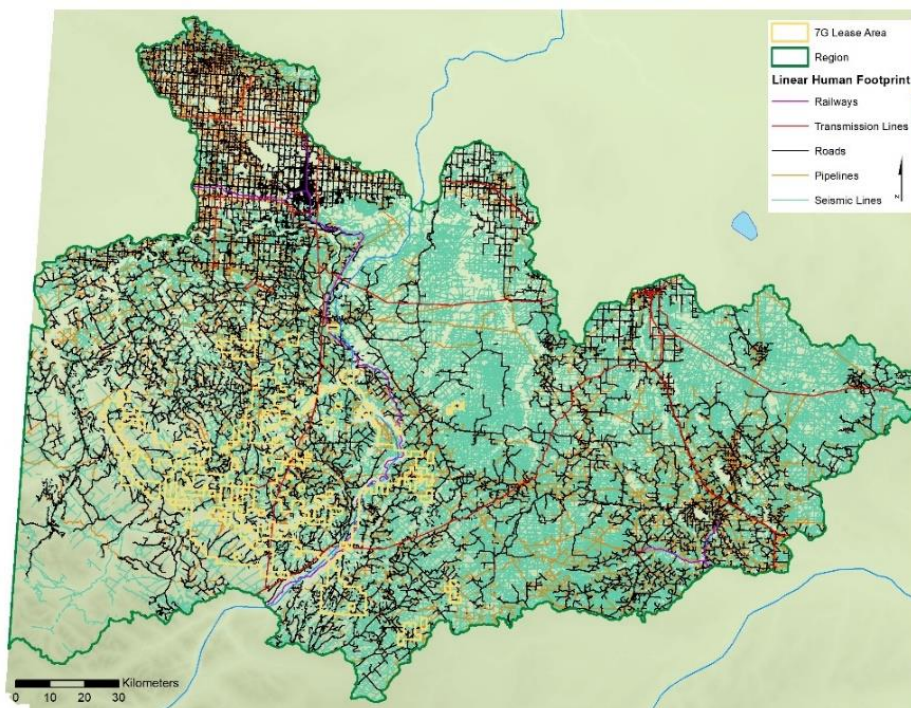 7G Lease Area
Region
Linear Human Footprint
Railways
Transmission Lines
Roads
Pipelines
Seismic Lines
N
Kilometers
0 10 20 30